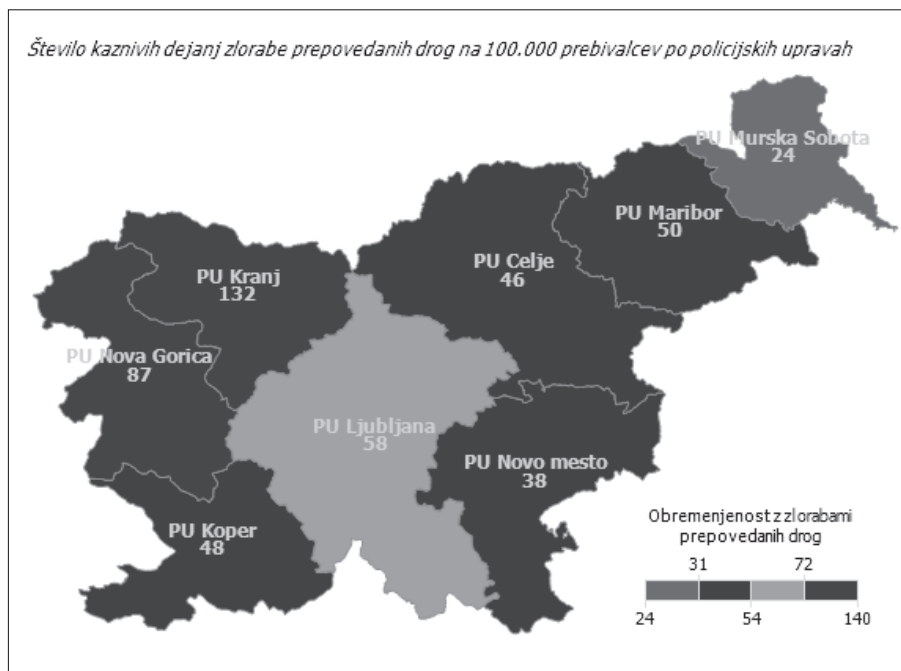 Število kaznivih dejanj zlorabe prepovedanih drog na 100.000 prebivalcev po policijskih upravah
PU Murska Sobota
24
PU Maribor
50
PU Celje
46
PU Kranj
132
PU Nova Gorica
87
PU Ljubljana
58
PU Novo mesto
38
PU Koper
48
Obremenjenost z zlorabami
prepovedanih drog
31 72
24 54 140